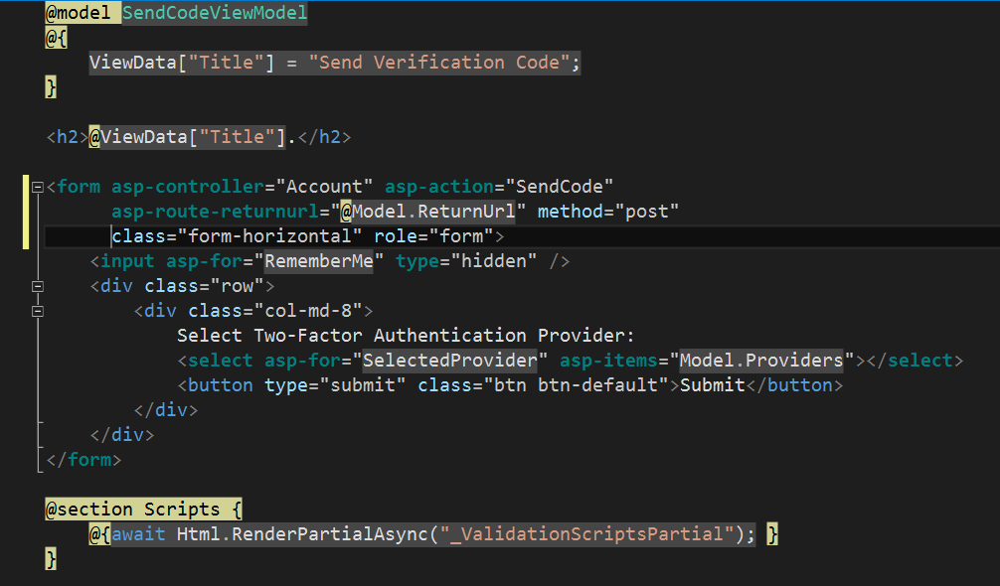 @model SendCodeViewModel
@{
    ViewData["Title"] = "Send Verification Code";
}
<h2>@ViewData["Title"].</h2>
<form asp-controller="Account" asp-action="SendCode"
      asp-route-returnurl="@Model.ReturnUrl" method="post"
      class="form-horizontal" role="form">
    <input asp-for="RememberMe" type="hidden" />
    <div class="row">
        <div class="col-md-8">
            Select Two-Factor Authentication Provider:
            <select asp-for="SelectedProvider" asp-items="Model.Providers"></select>
            <button type="submit" class="btn btn-default">Submit</button>
        </div>
    </div>
</form>
@section Scripts {
    @{await Html.RenderPartialAsync("_ValidationScriptsPartial"); }
}